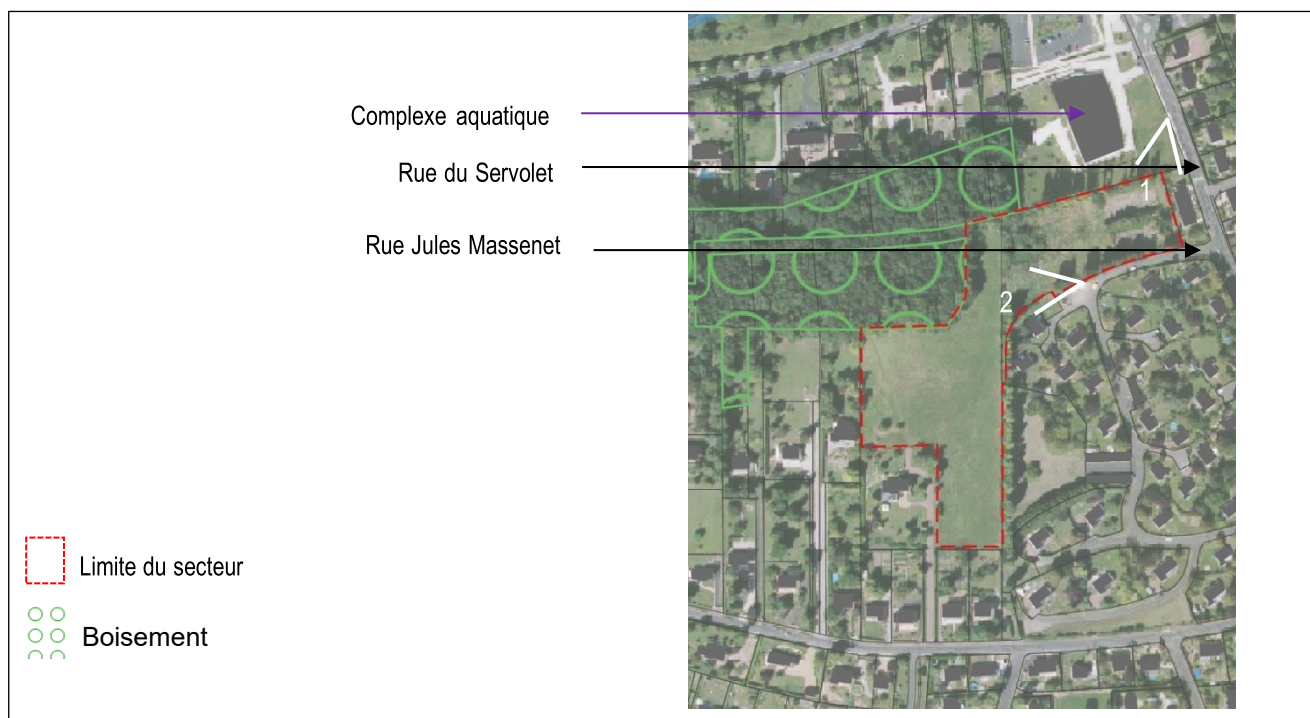 Complexe aquatique
Rue du Servolet
1
Rue Jules Massenet
2
Limite du secteur
Boisement